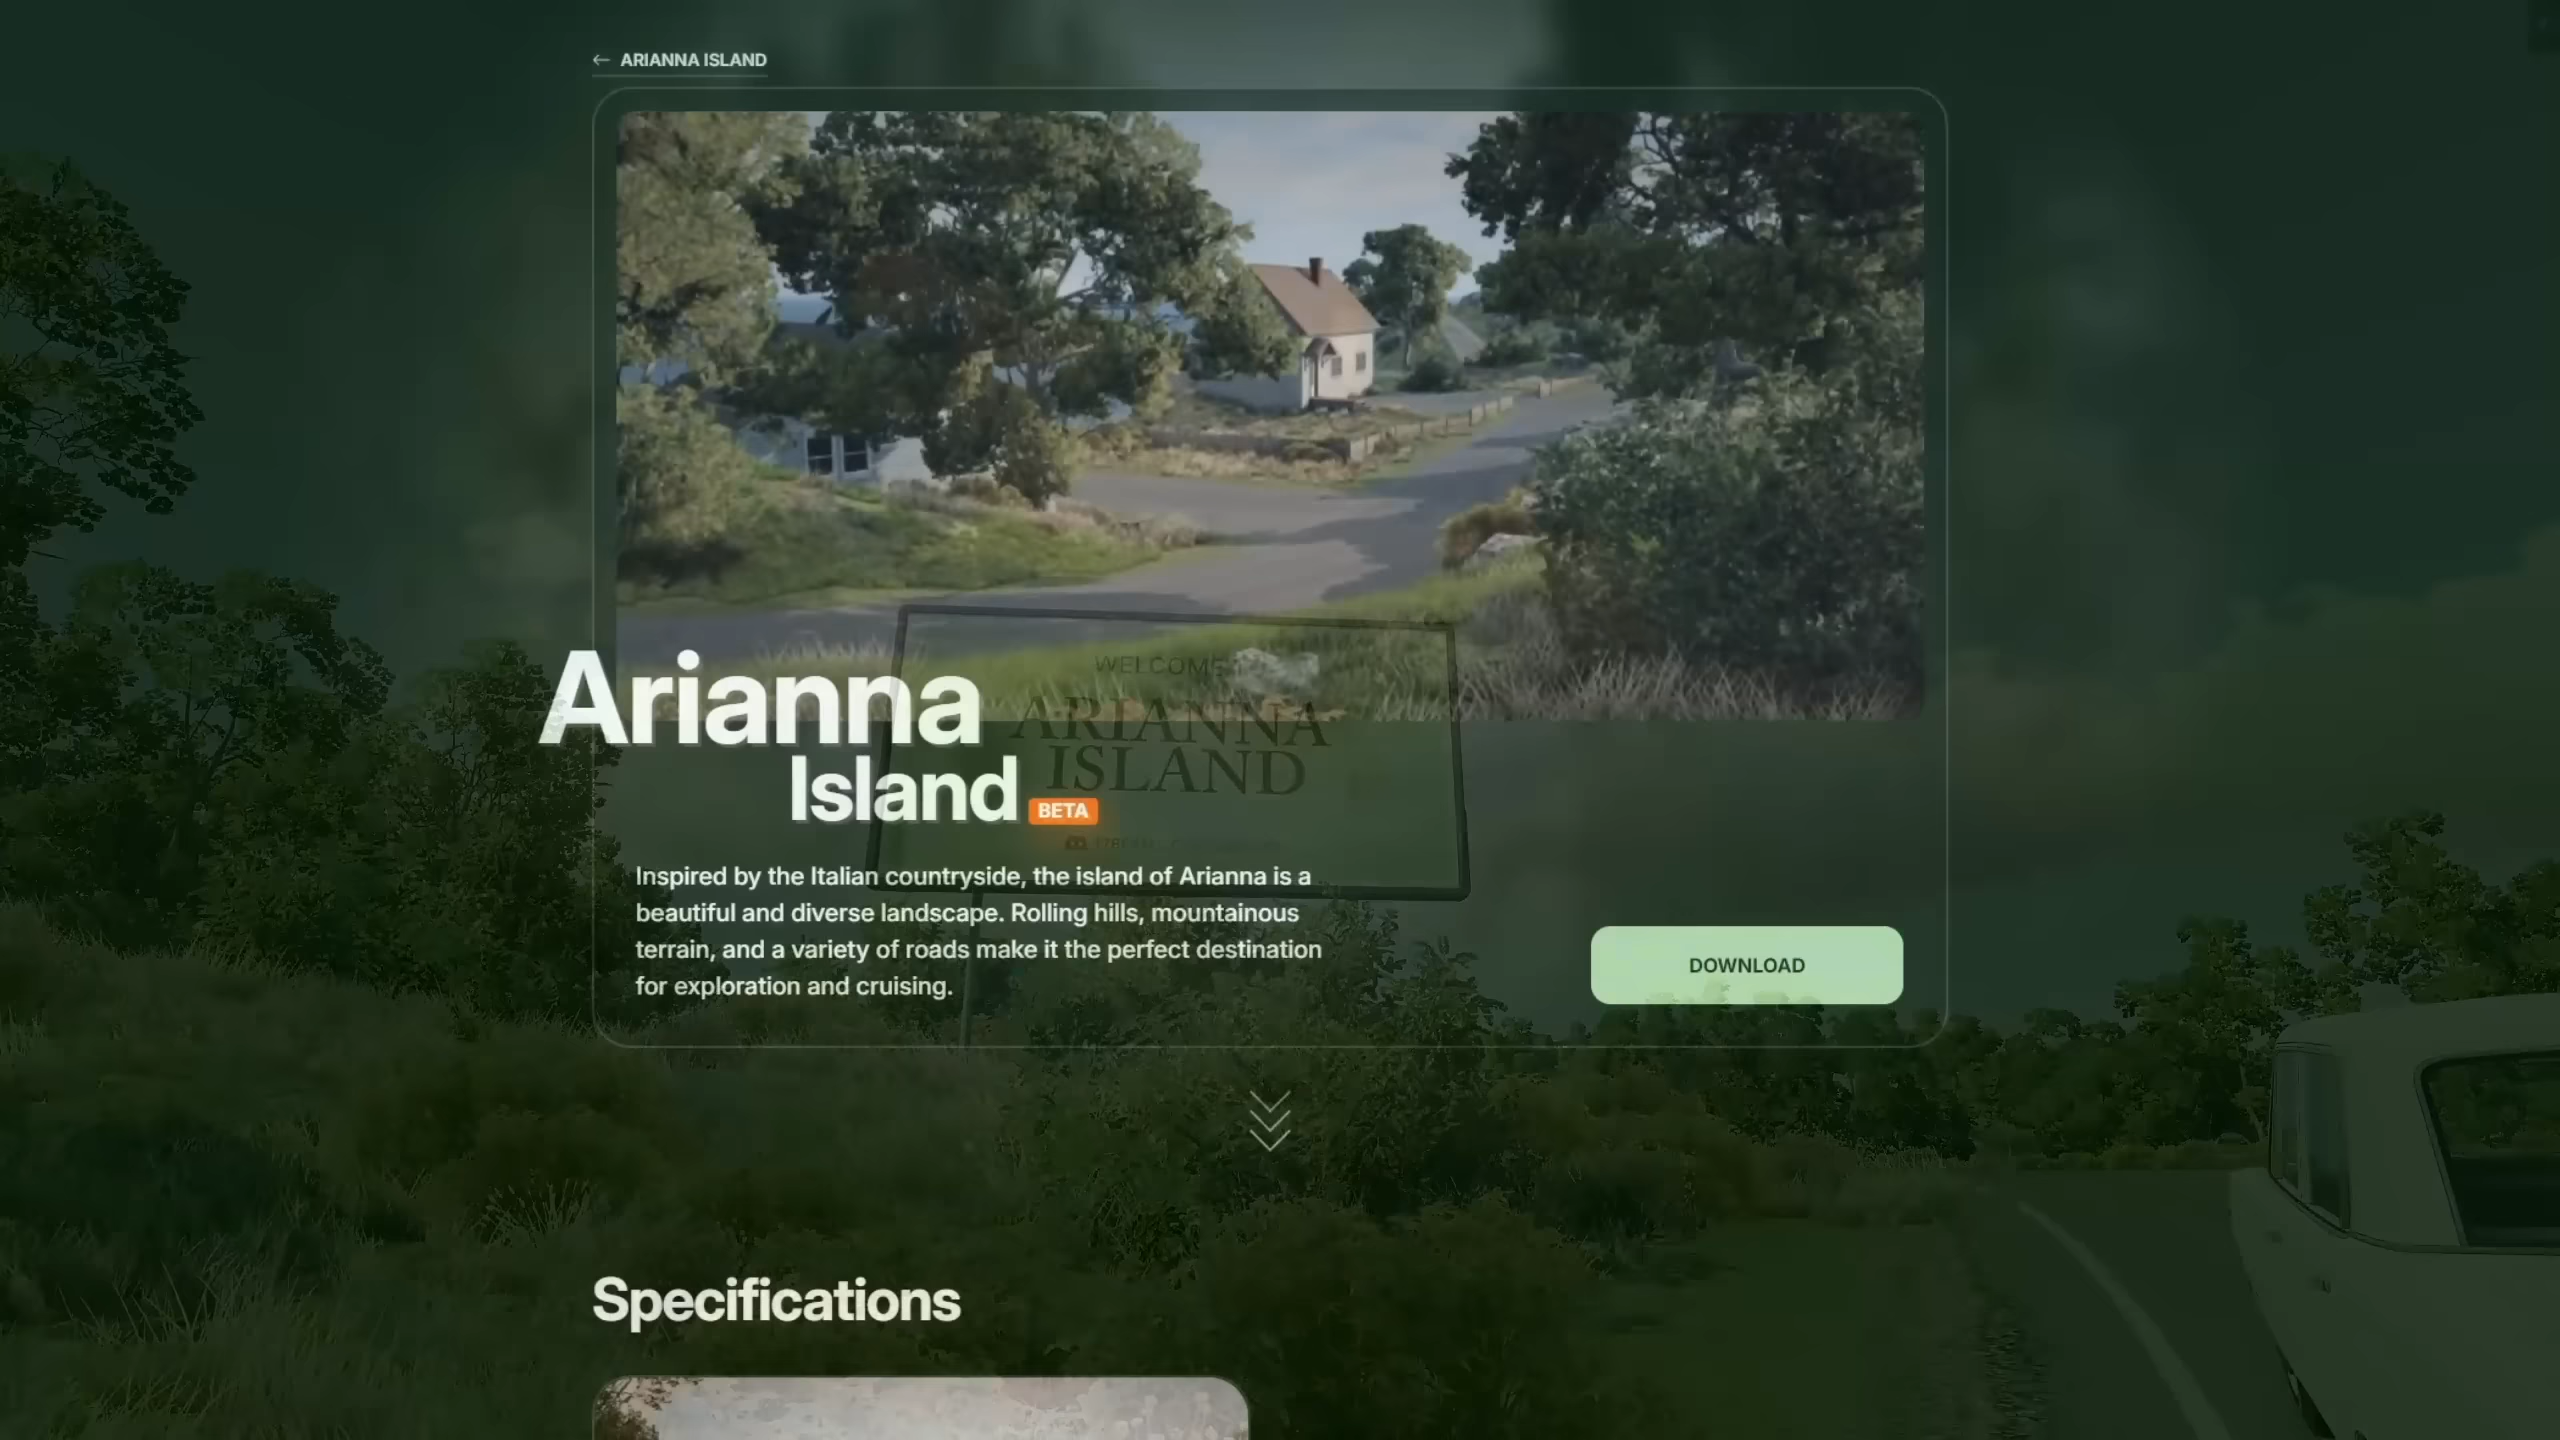 ← ARIANNA ISLAND
WELCOME
ARIANNA
ISLAND
Arianna
Island BETA
Inspired by the Italian countryside, the island of Arianna is a
beautiful and diverse landscape. Rolling hills, mountainous
terrain, and a variety of roads make it the perfect destination
for exploration and cruising.
DOWNLOAD
Specifications